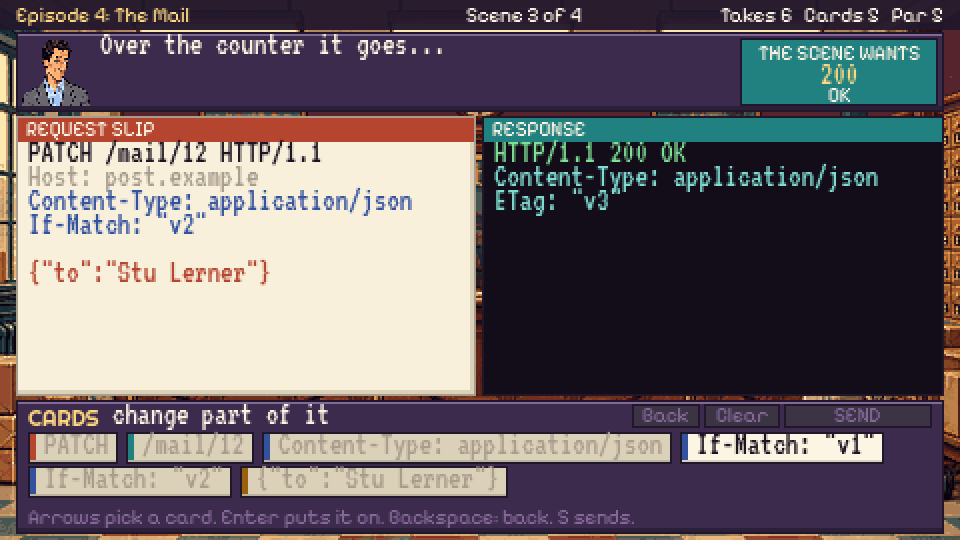 Episode 4: The Mail
Scene 3 of 4
Takes 6 Cards 5 Par 5
Over the counter it goes...
THE SCENE WANTS
200
OK
REQUEST SLIP
PATCH /mail/12 HTTP/1.1
Host: post.example
Content-Type: application/json
If-Match: "v2"
{"to":"Stu Lerner"}
RESPONSE
HTTP/1.1 200 OK
Content-Type: application/json
ETag: "v3"
CARDS change part of it
Back
Clear
SEND
PATCH
/mail/12
Content-Type: application/json
If-Match: "v1"
If-Match: "v2"
{"to":"Stu Lerner"}
Arrows pick a card. Enter puts it on. Backspace: back. S sends.